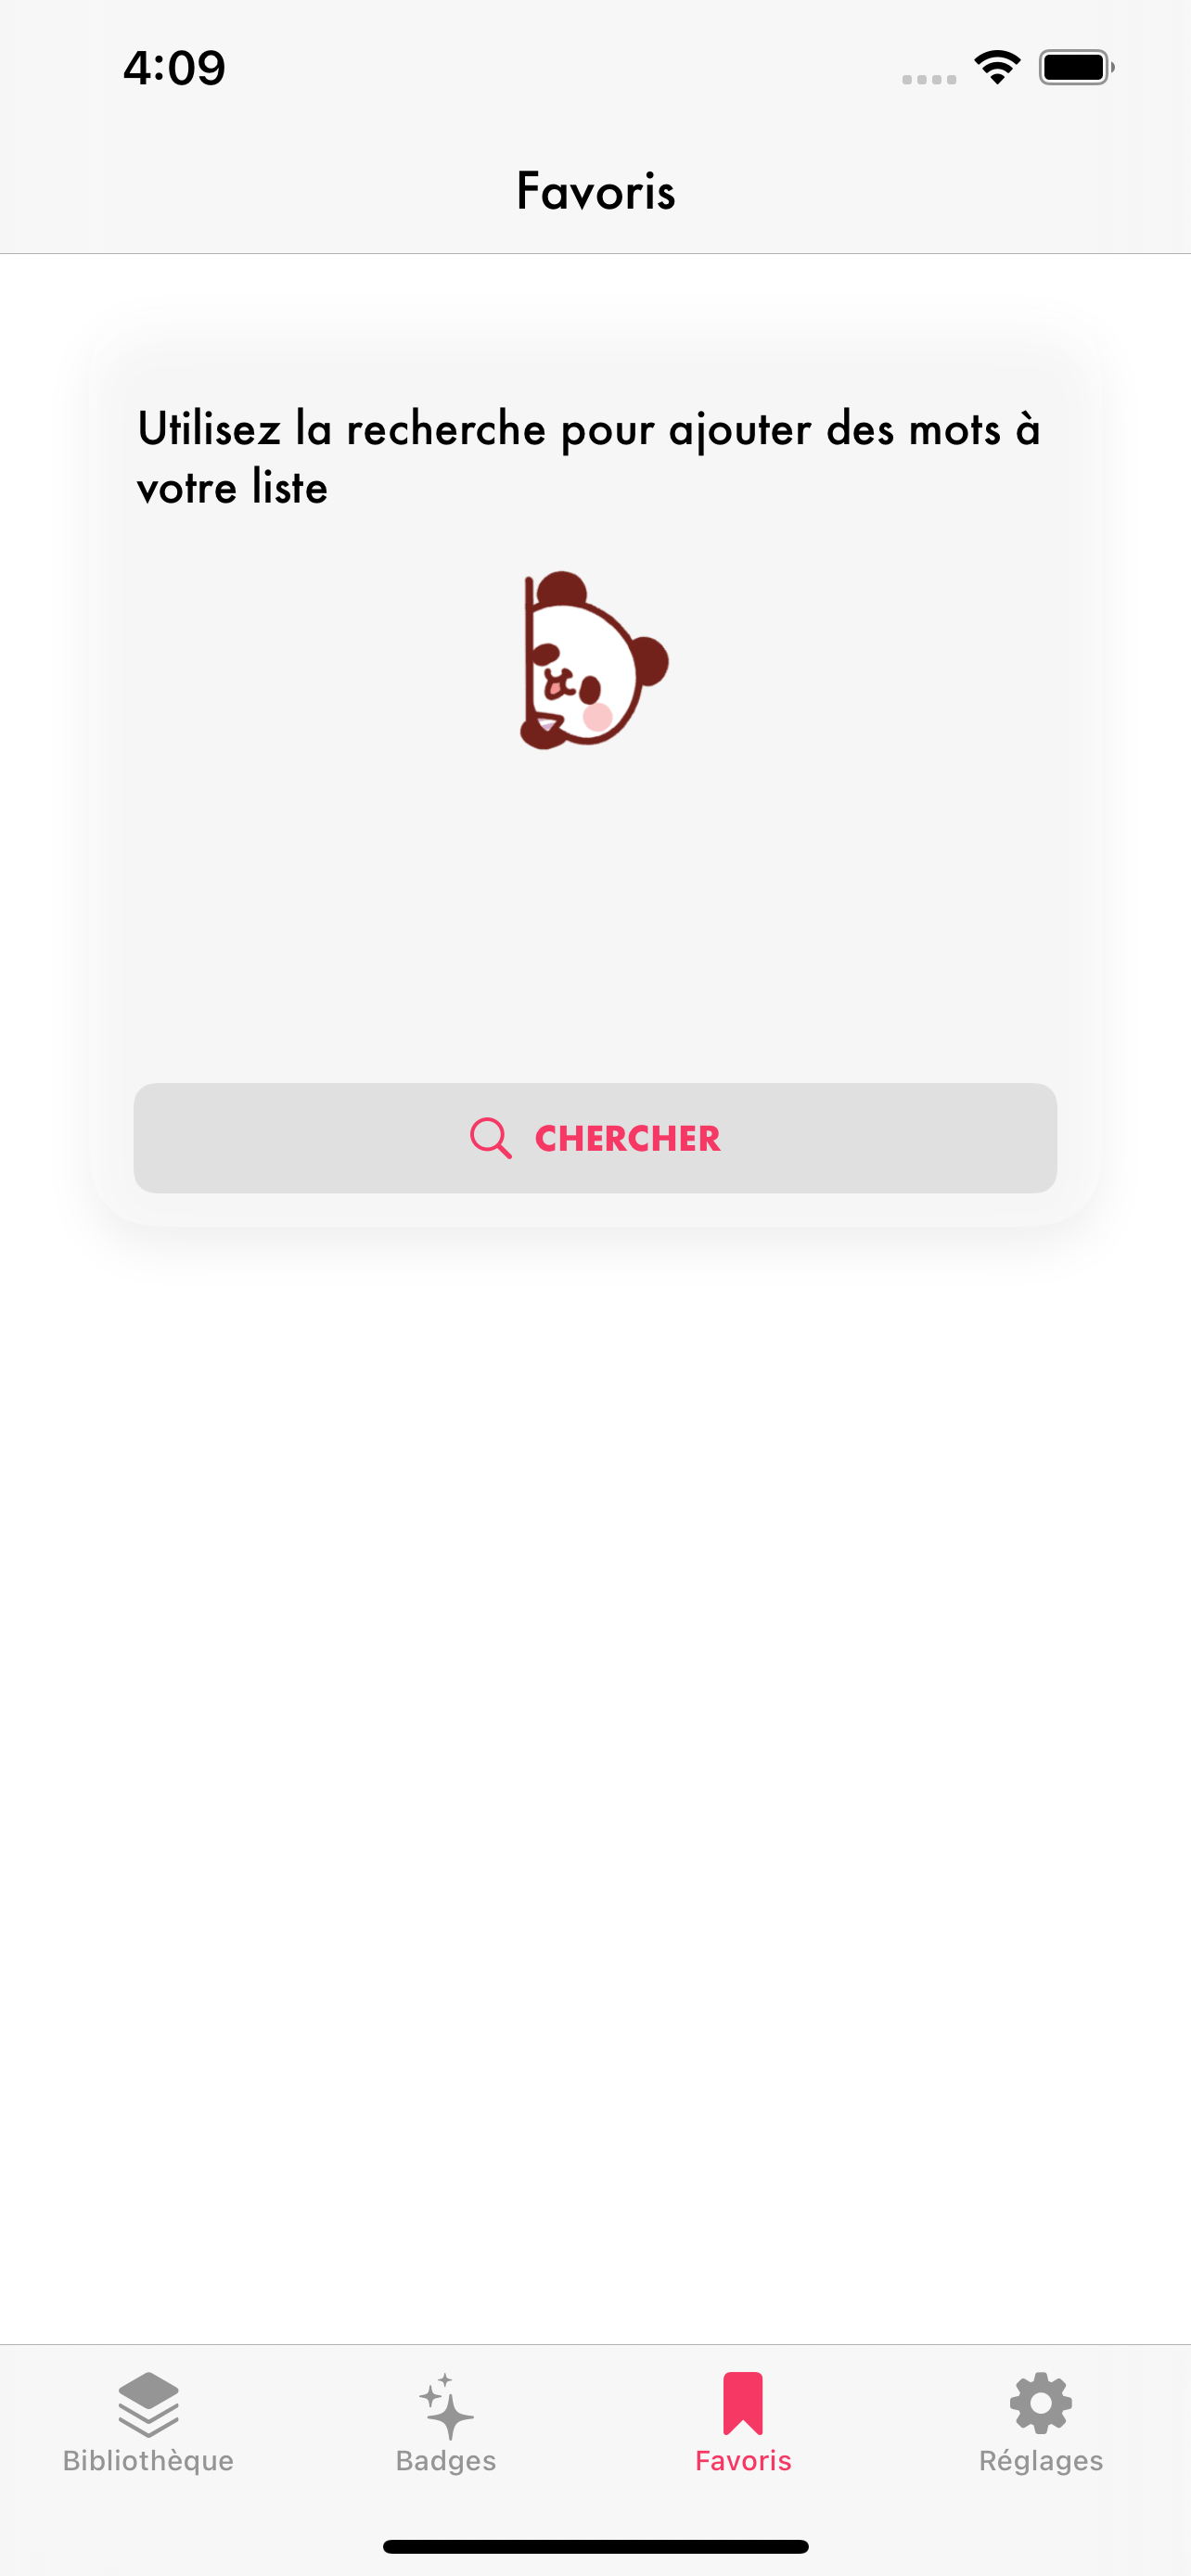 4:09
Favoris
Utilisez la recherche pour ajouter des mots à
votre liste
CHERCHER
Bibliothèque
Badges
Favoris
Réglages